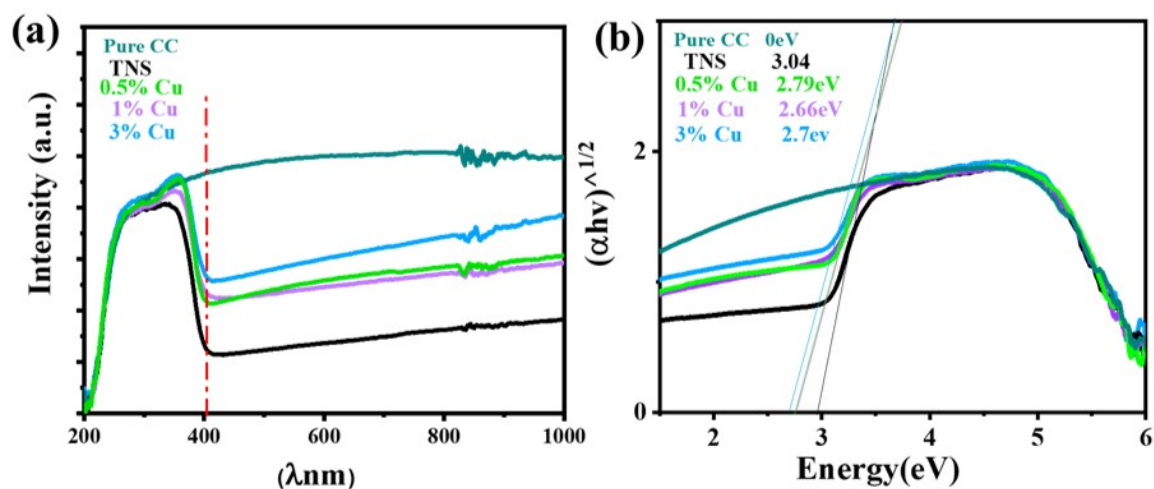 (a)
Pure CC
TNS
0.5% Cu
1% Cu
3% Cu
Intensity (a.u.)
200 400 600 800 1000
(λnm)
(b)
Pure CC 0eV
TNS 3.04
0.5% Cu 2.79eV
1% Cu 2.66eV
3% Cu 2.7ev
(αhv)^1/2
2
0
2 3 4 5 6
Energy(eV)